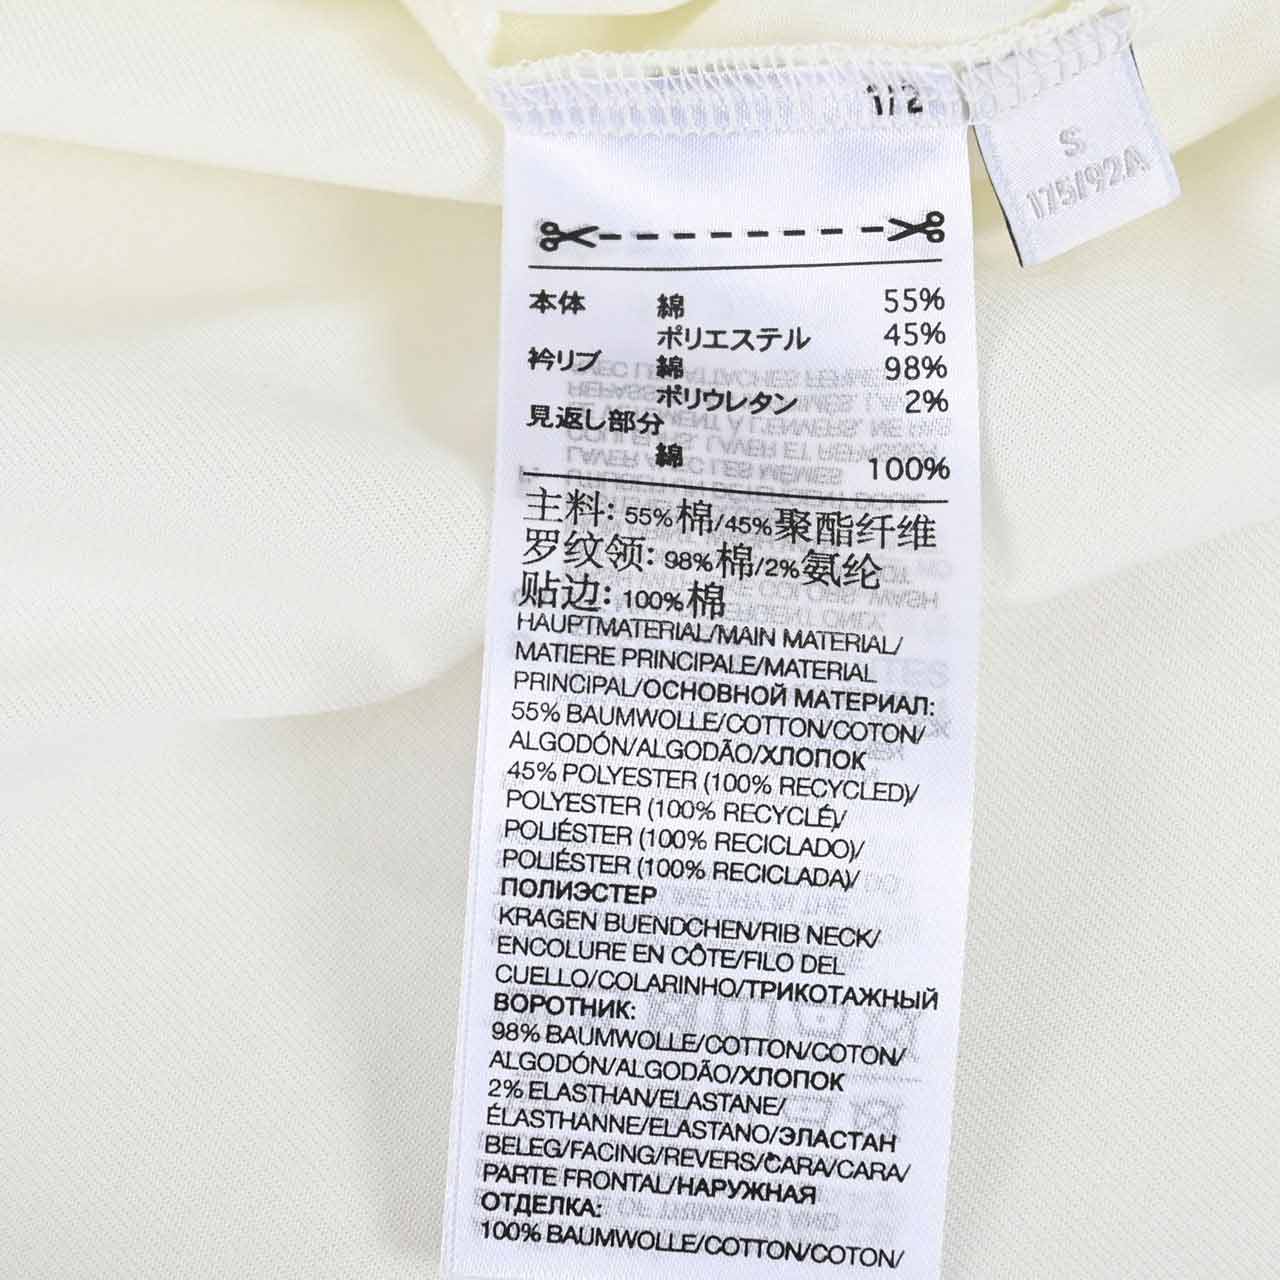 1/2
S
175/92A
本体 綿 55%
ポリエステル 45%
衿リブ 綿 98%
ポリウレタン 2%
見返し部分
綿 100%
主料: 55%棉/45%聚酯纤维
罗纹领: 98%棉/2%氨纶
贴边: 100%棉
HAUPTMATERIAL/MAIN MATERIAL/
MATIERE PRINCIPALE/MATERIAL
PRINCIPAL/ОСНОВНОЙ МАТЕРИАЛ:
55% BAUMWOLLE/COTTON/COTON/
ALGODÓN/ALGODÃO/ХЛОПОК
45% POLYESTER (100% RECYCLED)/
POLYESTER (100% RECYCLÉ)/
POLIÉSTER (100% RECICLADO)/
POLIÉSTER (100% RECICLADA)/
ПОЛИЭСТЕР
KRAGEN BUENDCHEN/RIB NECK/
ENCOLURE EN CÔTE/FILO DEL
CUELLO/COLARINHO/ТРИКОТАЖНЫЙ
ВОРОТНИК:
98% BAUMWOLLE/COTTON/COTON/
ALGODÓN/ALGODÃO/ХЛОПОК
2% ELASTHAN/ELASTANE/
ÉLASTHANNE/ELASTANO/ЭЛАСТАН
BELEG/FACING/REVERS/CARA/CARA/
PARTE FRONTAL/НАРУЖНАЯ
ОТДЕЛКА:
100% BAUMWOLLE/COTTON/COTON/